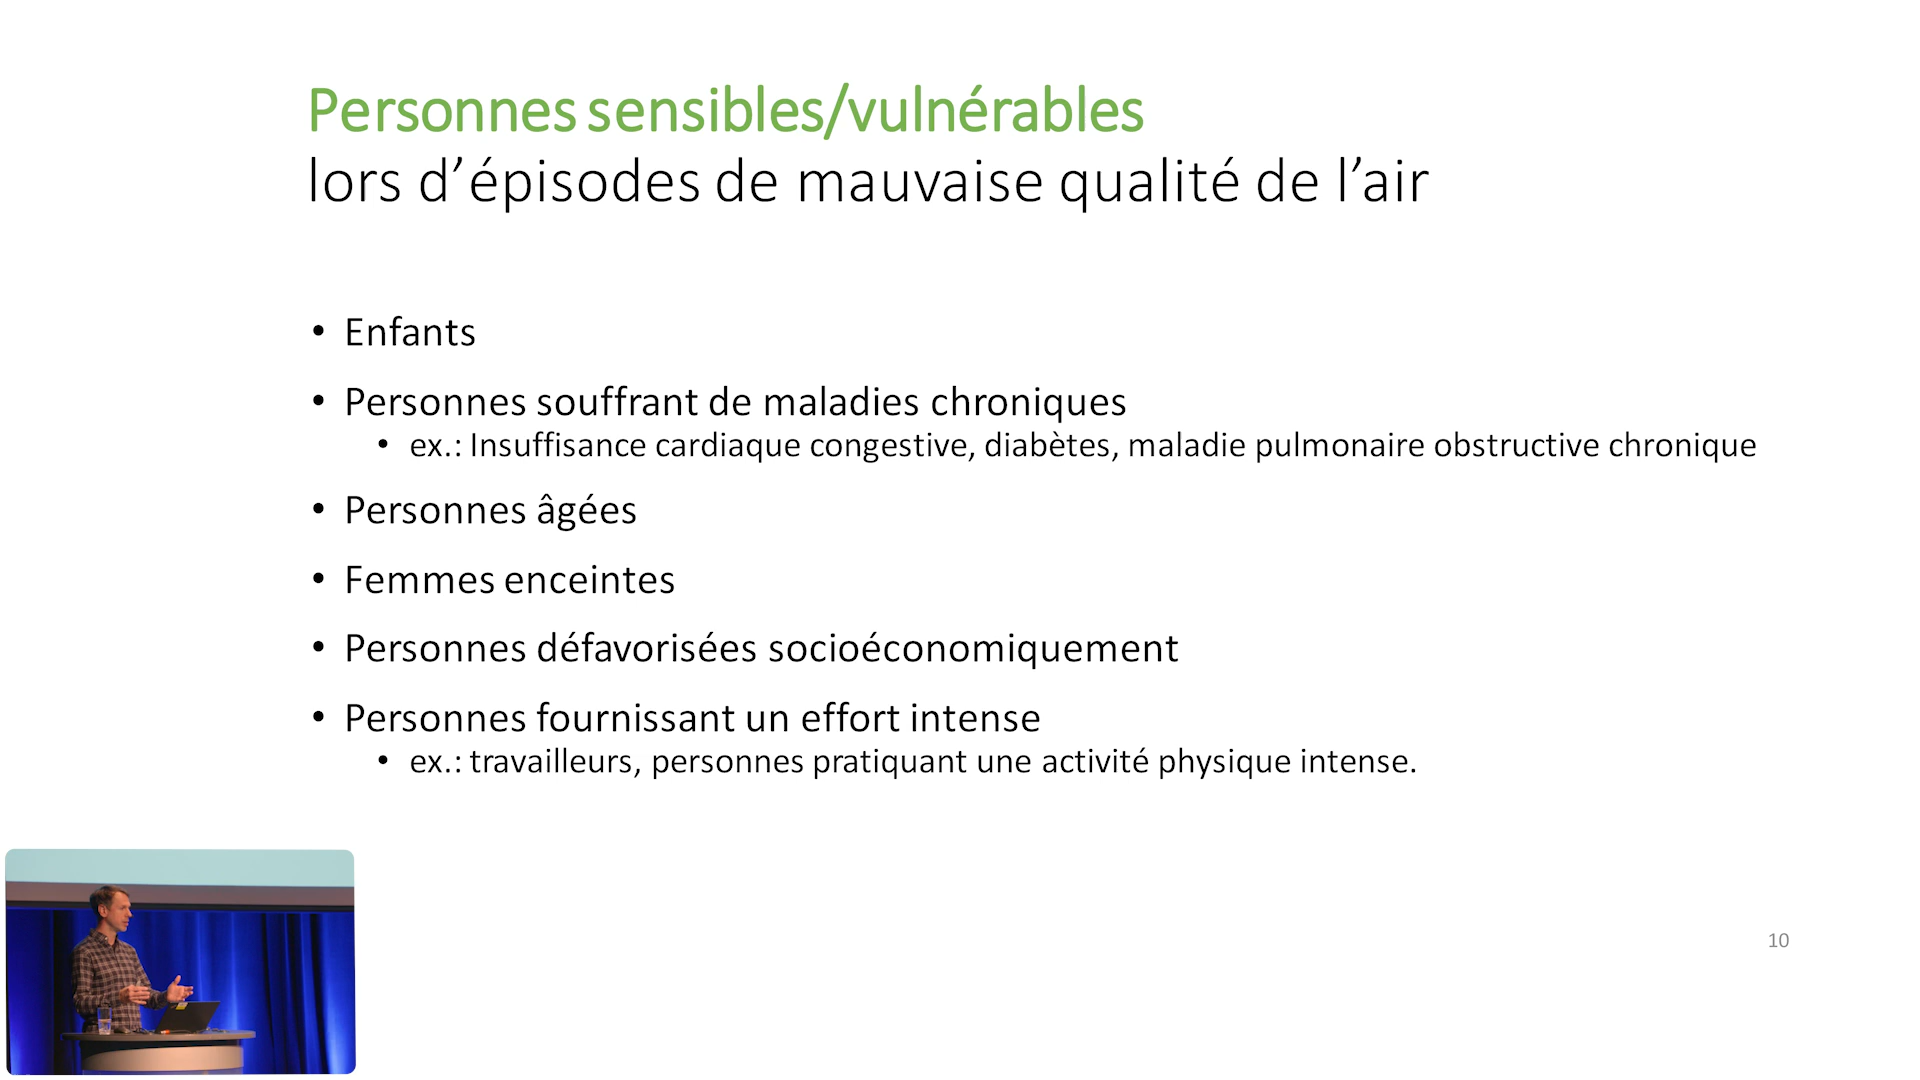 Personnes sensibles/vulnérables
lors d’épisodes de mauvaise qualité de l’air
• Enfants
• Personnes souffrant de maladies chroniques
• ex.: Insuffisance cardiaque congestive, diabètes, maladie pulmonaire obstructive chronique
• Personnes âgées
• Femmes enceintes
• Personnes défavorisées socioéconomiquement
• Personnes fournissant un effort intense
• ex.: travailleurs, personnes pratiquant une activité physique intense.
10